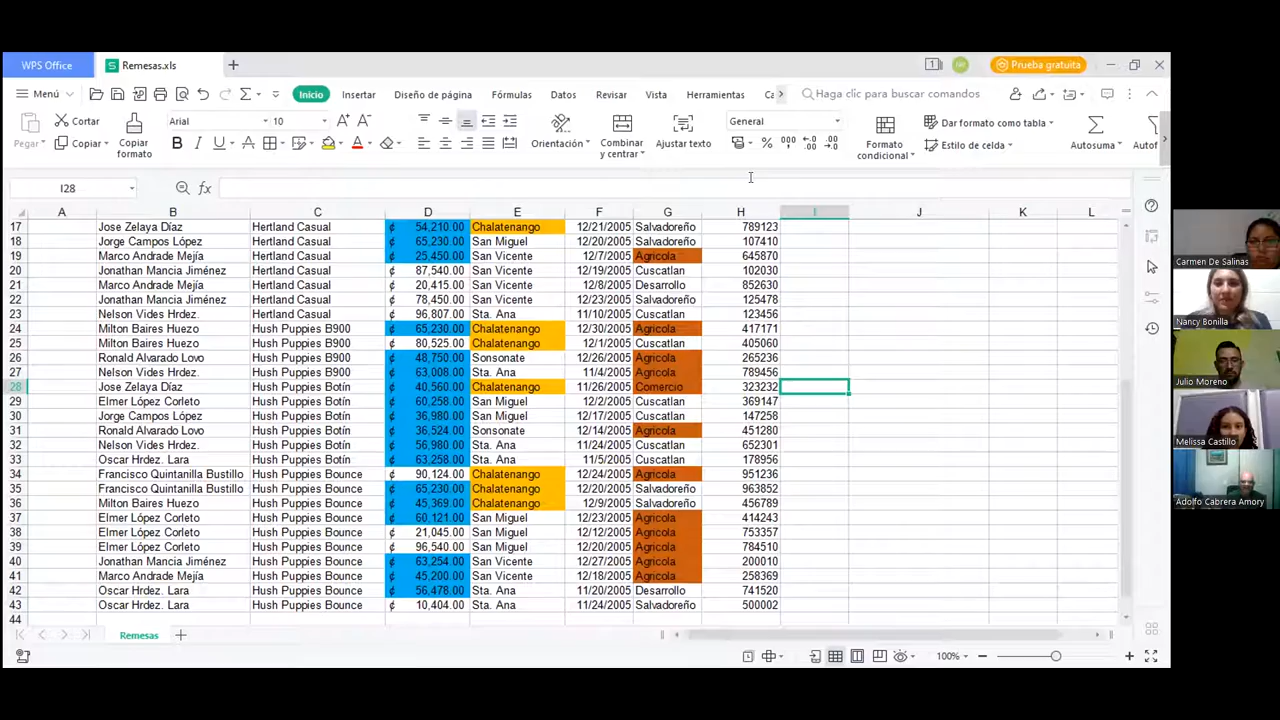 WPS Office Remesas.xls + 1 NR Prueba gratuita
Menú Inicio Insertar Diseño de página Fórmulas Datos Revisar Vista Herramientas Ca Haga clic para buscar comandos
Pegar Cortar Copiar Copiar formato Arial 10 Orientación Combinar y centrar Ajustar texto General Formato condicional Dar formato como tabla Estilo de celda Autosuma Autof
I28 fx
A B C D E F G H I J K L
17 Jose Zelaya Díaz Hertland Casual ¢ 54,210.00 Chalatenango 12/21/2005 Salvadoreño 789123
18 Jorge Campos López Hertland Casual ¢ 65,230.00 San Miguel 12/20/2005 Salvadoreño 107410
19 Marco Andrade Mejía Hertland Casual ¢ 25,450.00 San Vicente 12/7/2005 Agricola 645870
20 Jonathan Mancia Jiménez Hertland Casual ¢ 87,540.00 San Vicente 12/19/2005 Cuscatlan 102030
21 Marco Andrade Mejía Hertland Casual ¢ 20,415.00 San Vicente 12/8/2005 Desarrollo 852630
22 Jonathan Mancia Jiménez Hertland Casual ¢ 78,450.00 San Vicente 12/23/2005 Salvadoreño 125478
23 Nelson Vides Hrdez. Hertland Casual ¢ 96,807.00 Sta. Ana 11/10/2005 Cuscatlan 123456
24 Milton Baires Huezo Hush Puppies B900 ¢ 65,230.00 Chalatenango 12/30/2005 Agricola 417171
25 Milton Baires Huezo Hush Puppies B900 ¢ 80,525.00 Chalatenango 12/1/2005 Cuscatlan 405060
26 Ronald Alvarado Lovo Hush Puppies B900 ¢ 48,750.00 Sonsonate 12/26/2005 Agricola 265236
27 Nelson Vides Hrdez. Hush Puppies B900 ¢ 63,008.00 Sta. Ana 11/4/2005 Agricola 789456
28 Jose Zelaya Díaz Hush Puppies Botín ¢ 40,560.00 Chalatenango 11/26/2005 Comercio 323232
29 Elmer López Corleto Hush Puppies Botín ¢ 60,258.00 San Miguel 12/2/2005 Cuscatlan 369147
30 Jorge Campos López Hush Puppies Botín ¢ 36,980.00 San Miguel 12/17/2005 Cuscatlan 147258
31 Ronald Alvarado Lovo Hush Puppies Botín ¢ 36,524.00 Sonsonate 12/14/2005 Agricola 451280
32 Nelson Vides Hrdez. Hush Puppies Botín ¢ 56,980.00 Sta. Ana 11/24/2005 Cuscatlan 652301
33 Oscar Hrdez. Lara Hush Puppies Botín ¢ 63,258.00 Sta. Ana 11/5/2005 Cuscatlan 178956
34 Francisco Quintanilla Bustillo Hush Puppies Bounce ¢ 90,124.00 Chalatenango 12/24/2005 Agricola 951236
35 Francisco Quintanilla Bustillo Hush Puppies Bounce ¢ 65,230.00 Chalatenango 12/20/2005 Salvadoreño 963852
36 Milton Baires Huezo Hush Puppies Bounce ¢ 45,369.00 Chalatenango 12/9/2005 Salvadoreño 456789
37 Elmer López Corleto Hush Puppies Bounce ¢ 60,121.00 San Miguel 12/23/2005 Agricola 414243
38 Elmer López Corleto Hush Puppies Bounce ¢ 21,045.00 San Miguel 12/12/2005 Agricola 753357
39 Elmer López Corleto Hush Puppies Bounce ¢ 96,540.00 San Miguel 12/20/2005 Agricola 784510
40 Jonathan Mancia Jiménez Hush Puppies Bounce ¢ 63,254.00 San Vicente 12/27/2005 Agricola 200010
41 Marco Andrade Mejía Hush Puppies Bounce ¢ 45,200.00 San Vicente 12/18/2005 Agricola 258369
42 Oscar Hrdez. Lara Hush Puppies Bounce ¢ 56,478.00 Sta. Ana 11/20/2005 Desarrollo 741520
43 Oscar Hrdez. Lara Hush Puppies Bounce ¢ 10,404.00 Sta. Ana 11/24/2005 Salvadoreño 500002
44
Remesas +
100%
Carmen De Salinas
Nancy Bonilla
Julio Moreno
Melissa Castillo
Adolfo Cabrera Amory